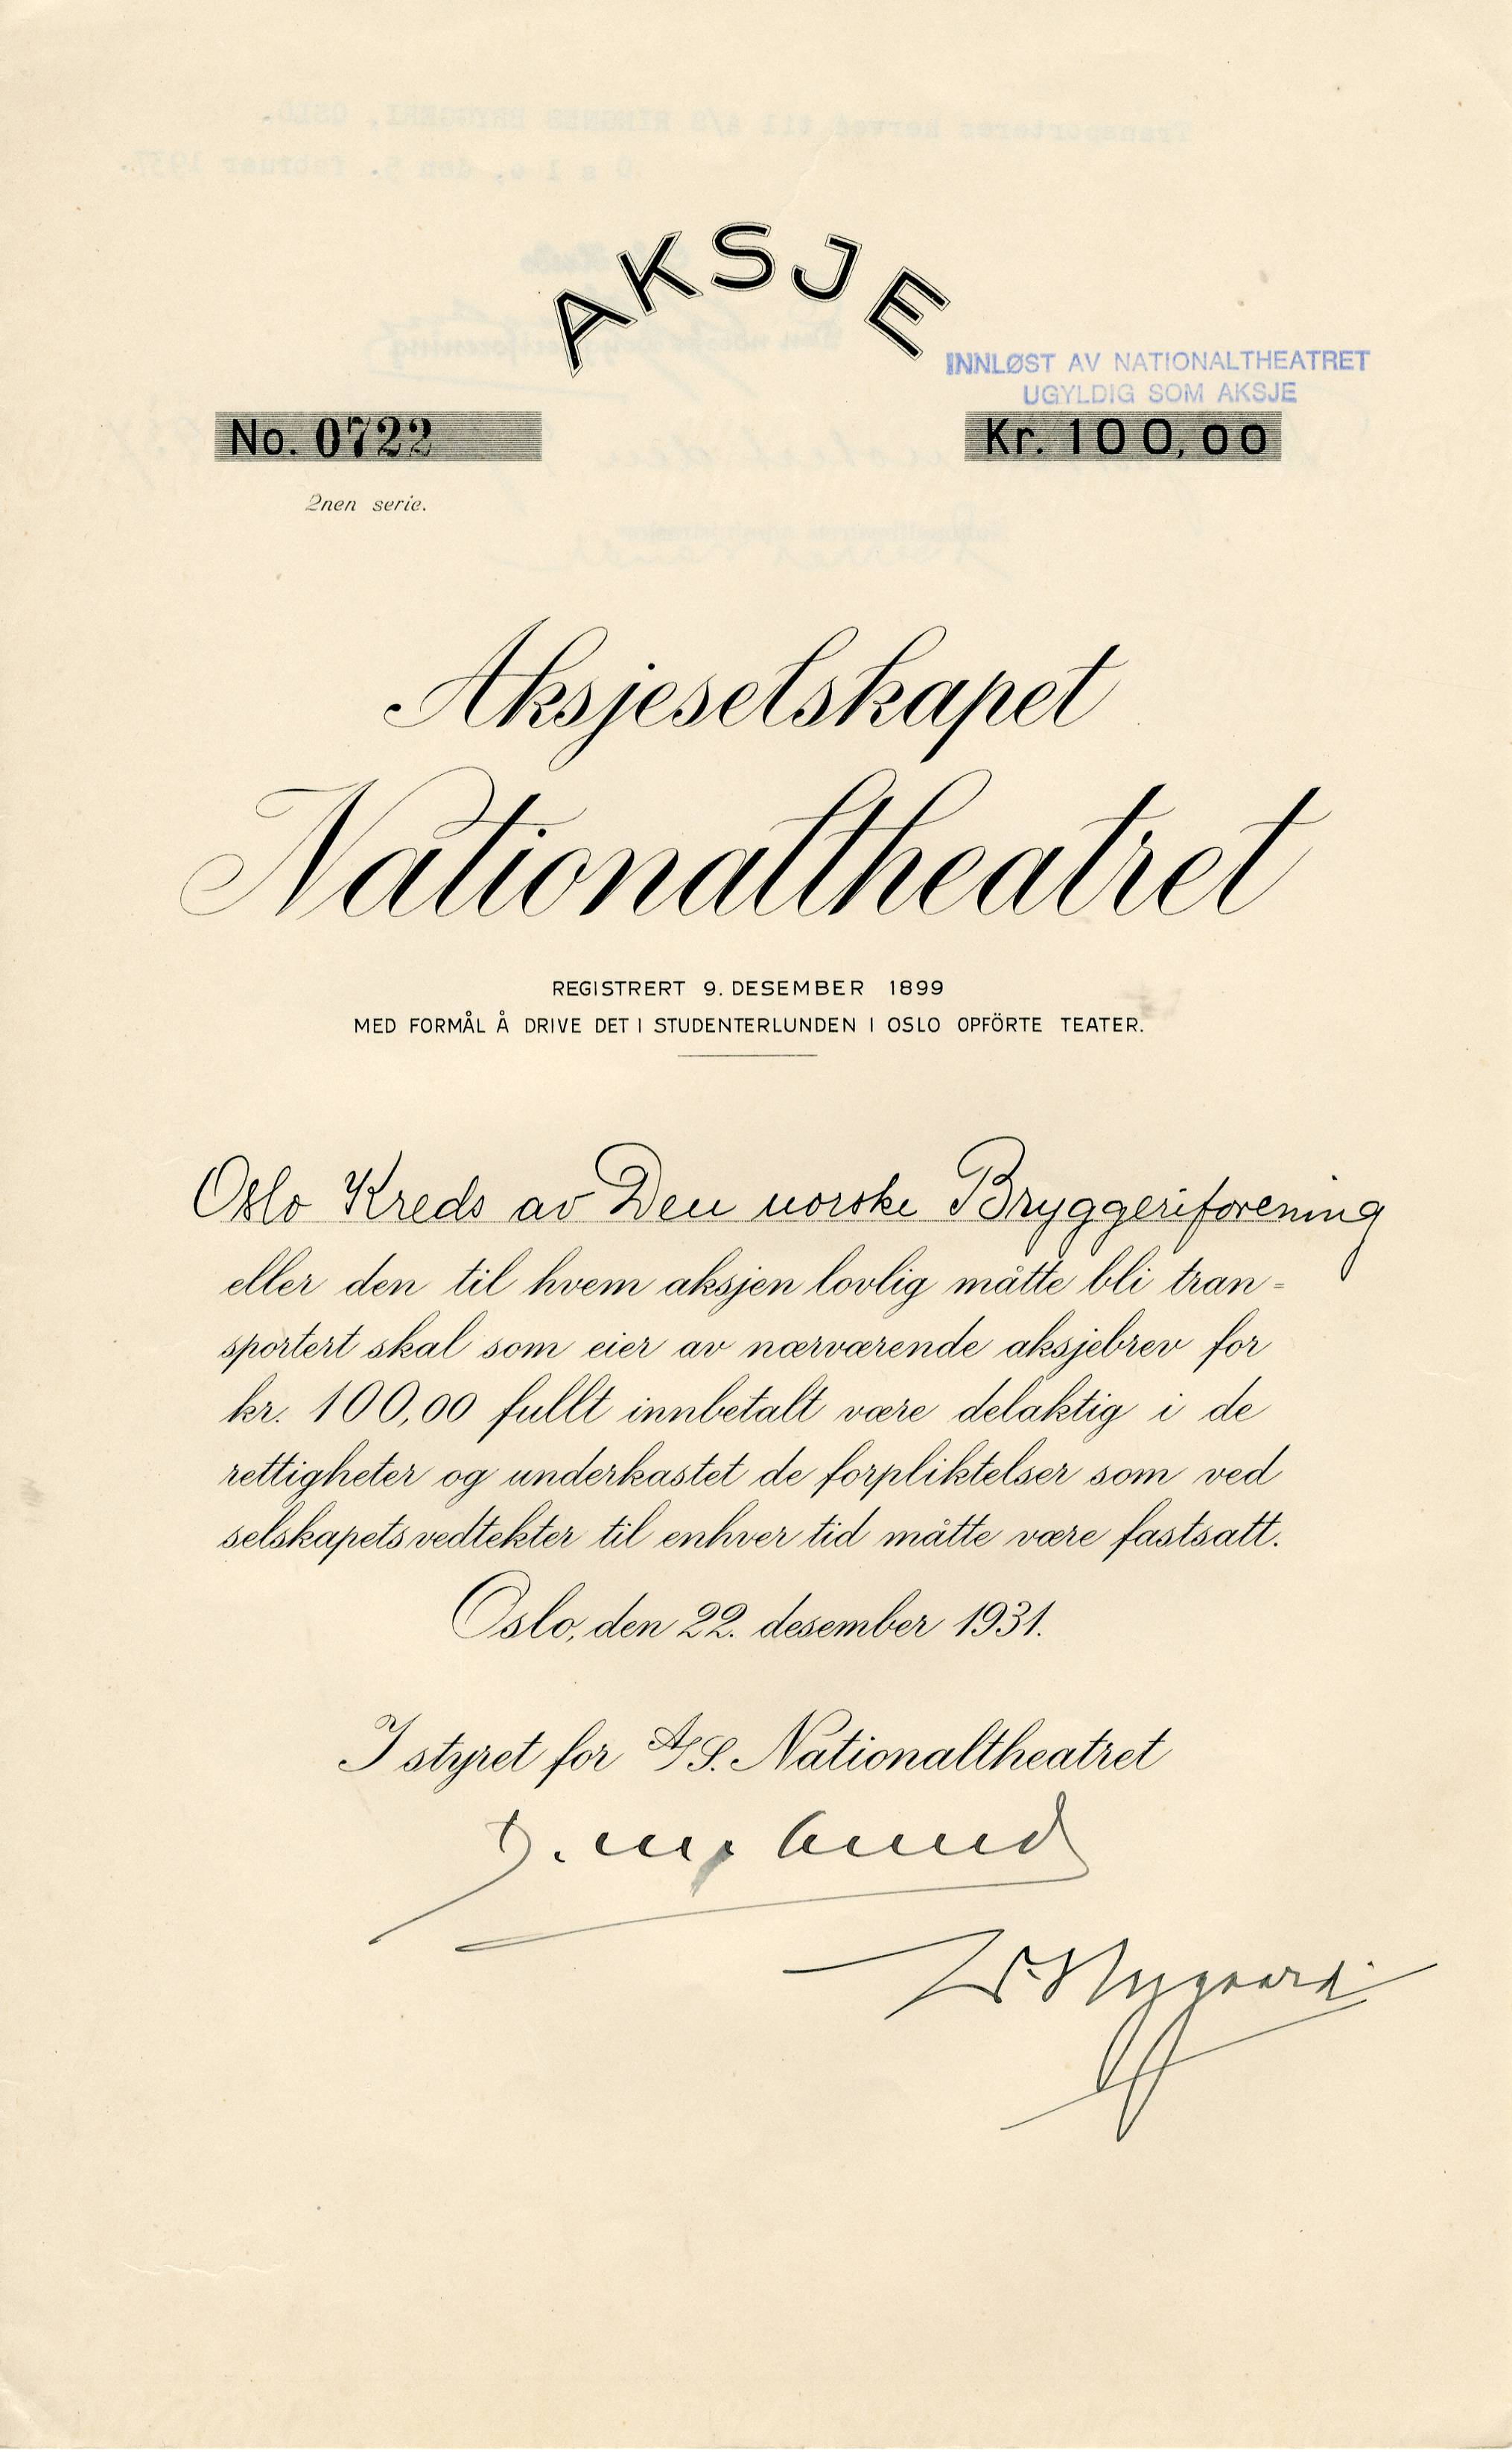 AKSJE
INNLØST AV NATIONALTHEATRET
UGYLDIG SOM AKSJE
No. 0722
Kr. 100,00
2nen serie.
Aksjeselskapet
Nationaltheatret
REGISTRERT 9. DESEMBER 1899
MED FORMÅL Å DRIVE DET I STUDENTERLUNDEN I OSLO OPFÖRTE TEATER.
Oslo Kreds av Den norske Bryggeriforening
eller den til hvem aksjen lovlig måtte bli tran-
sportert skal som eier av nærværende aksjebrev for
kr. 100,00 fullt innbetalt være delaktig i de
rettigheter og underkastet de forpliktelser som ved
selskapets vedtekter til enhver tid måtte være fastsatt.
Oslo, den 22. desember 1931.
I styret for A/S. Nationaltheatret
Nygaard